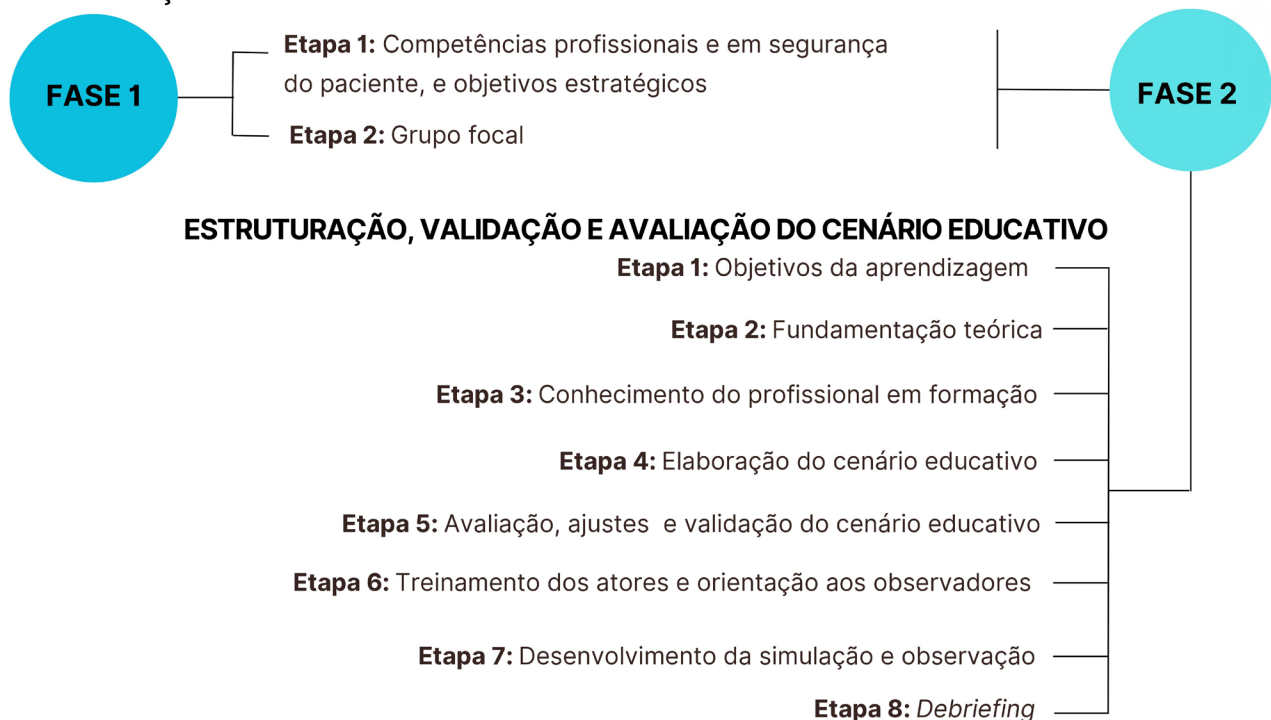 FASE 1
Etapa 1: Competências profissionais e em segurança
do paciente, e objetivos estratégicos
Etapa 2: Grupo focal
FASE 2
ESTRUTURAÇÃO, VALIDAÇÃO E AVALIAÇÃO DO CENÁRIO EDUCATIVO
Etapa 1: Objetivos da aprendizagem
Etapa 2: Fundamentação teórica
Etapa 3: Conhecimento do profissional em formação
Etapa 4: Elaboração do cenário educativo
Etapa 5: Avaliação, ajustes  e validação do cenário educativo
Etapa 6: Treinamento dos atores e orientação aos observadores
Etapa 7: Desenvolvimento da simulação e observação
Etapa 8: Debriefing